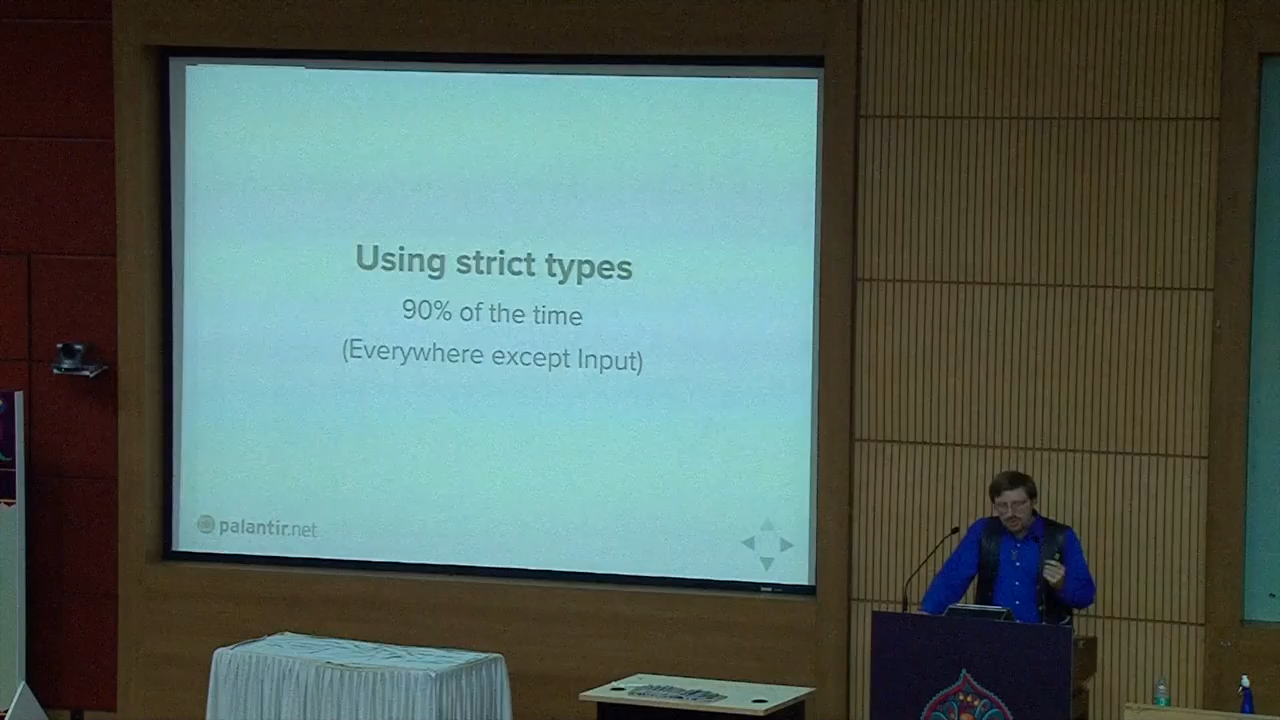 Using strict types
90% of the time
(Everywhere except Input)
palantir.net